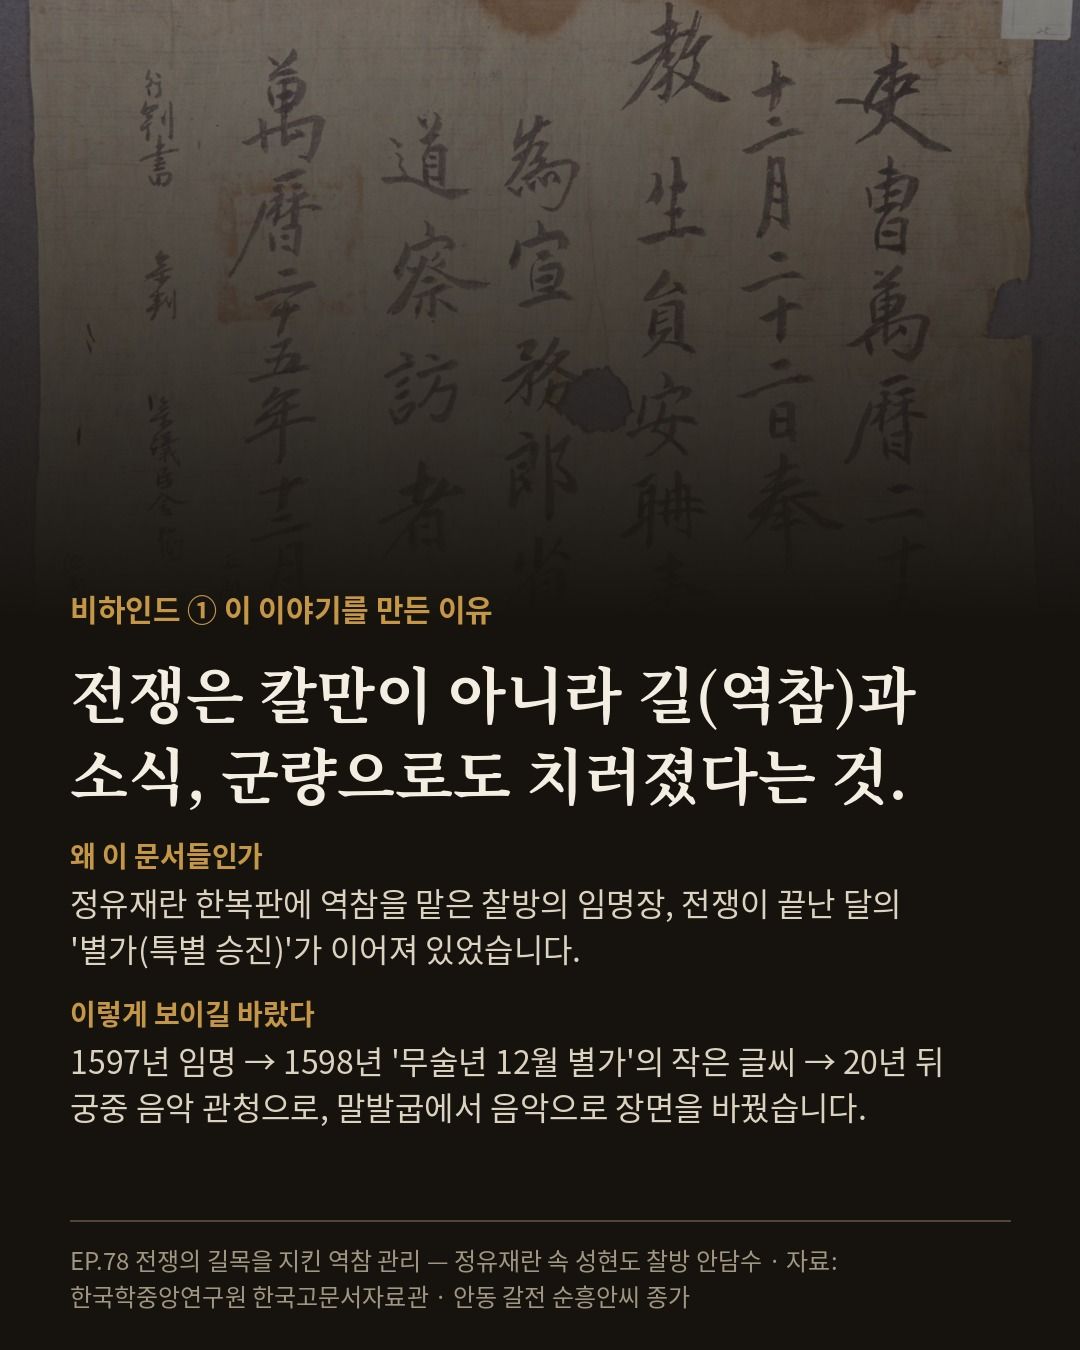 吏曹萬曆二十
十二月二十二日奉
教
生員安聃壽
為宣務郎省
道察訪者
萬曆二十五年十二月
비하인드 ① 이 이야기를 만든 이유
전쟁은 칼만이 아니라 길(역참)과
소식, 군량으로도 치러졌다는 것.
왜 이 문서들인가
정유재란 한복판에 역참을 맡은 찰방의 임명장, 전쟁이 끝난 달의
'별가(특별 승진)'가 이어져 있었습니다.
이렇게 보이길 바랐다
1597년 임명 → 1598년 '무술년 12월 별가'의 작은 글씨 → 20년 뒤
궁중 음악 관청으로, 말발굽에서 음악으로 장면을 바꿨습니다.
EP.78 전쟁의 길목을 지킨 역참 관리 — 정유재란 속 성현도 찰방 안담수 · 자료:
한국학중앙연구원 한국고문서자료관 · 안동 갈전 순흥안씨 종가